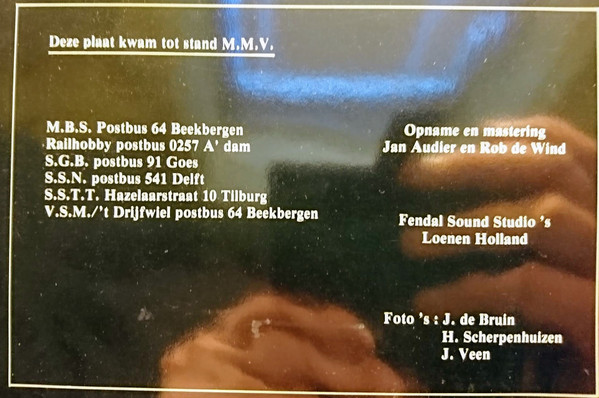 Deze plaat kwam tot stand M.M.V.
M.B.S. Postbus 64 Beekbergen
Railhobby postbus 0257 A' dam
S.G.B. postbus 91 Goes
S.S.N. postbus 541 Delft
S.S.T.T. Hazelaarstraat 10 Tilburg
V.S.M./'t Drijfwiel postbus 64 Beekbergen
Opname en mastering
Jan Audier en Rob de Wind
Fendal Sound Studio 's
Loenen Holland
Foto 's : J. de Bruin
H. Scherpenhuizen
J. Veen